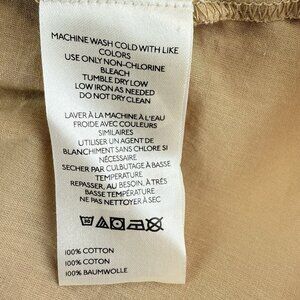 MACHINE WASH COLD WITH LIKE
COLORS
USE ONLY NON-CHLORINE
BLEACH
TUMBLE DRY LOW
LOW IRON AS NEEDED
DO NOT DRY CLEAN
LAVER À LA MACHINE À L'EAU
FROIDE AVEC COULEURS
SIMILAIRES
UTILISER UN AGENT DE
BLANCHIMENT SANS CHLORE SI
NÉCESSAIRE
SECHER PAR CULBUTAGE À BASSE
TEMPERATURE
REPASSER, AU BESOIN, À TRÈS
BASSE TEMPÉRATURE
NE PAS NETTOYER À SEC
30
100% COTTON
100% COTON
100% BAUMWOLLE